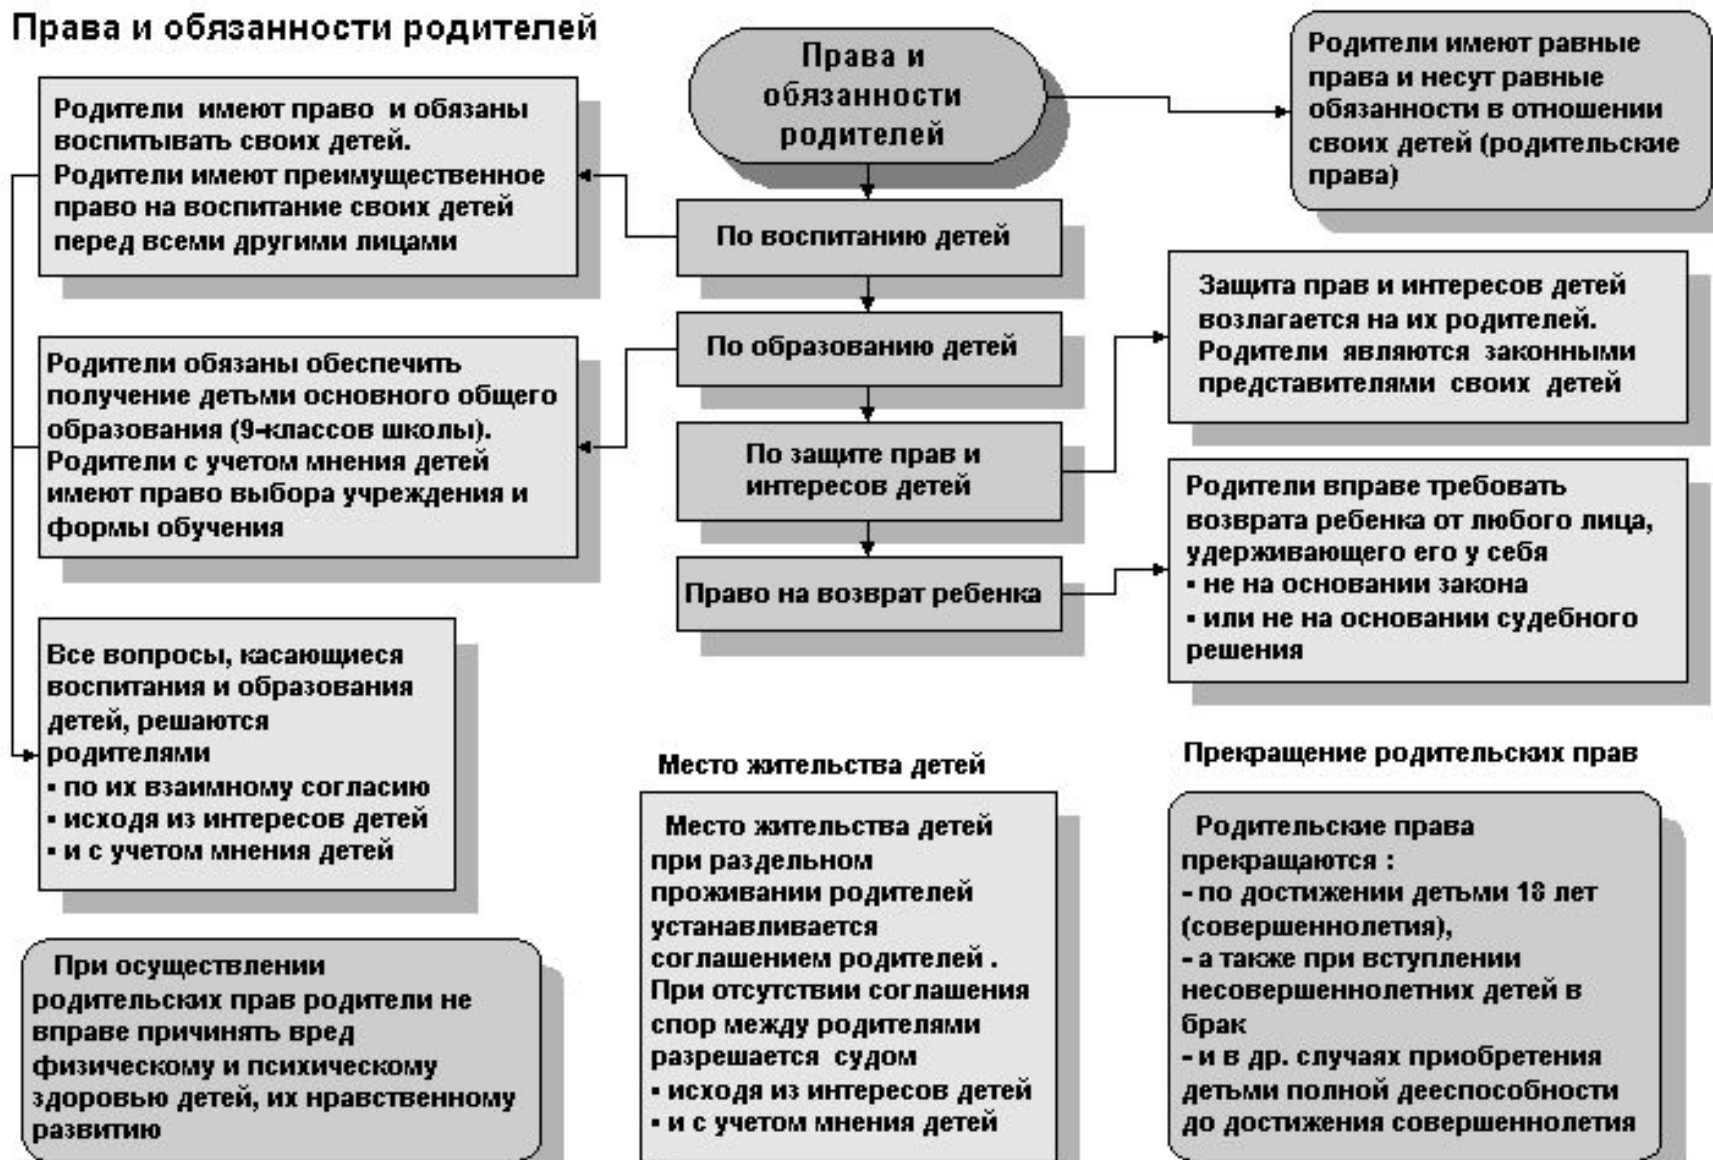 Права и обязанности родителей
Права и
обязанности
родителей
Родители имеют равные
права и несут равные
обязанности в отношении
своих детей (родительские
права)
Родители имеют право и обязаны
воспитывать своих детей.
Родители имеют преимущественное
право на воспитание своих детей
перед всеми другими лицами
По воспитанию детей
Защита прав и интересов детей
возлагается на их родителей.
Родители являются законными
представителями своих детей
По образованию детей
Родители обязаны обеспечить
получение детьми основного общего
образования (9-классов школы).
Родители с учетом мнения детей
имеют право выбора учреждения и
формы обучения
По защите прав и
интересов детей
Родители вправе требовать
возврата ребенка от любого лица,
удерживающего его у себя
▪ не на основании закона
▪ или не на основании судебного
решения
Право на возврат ребенка
Все вопросы, касающиеся
воспитания и образования
детей, решаются
родителями
▪ по их взаимному согласию
▪ исходя из интересов детей
▪ и с учетом мнения детей
При осуществлении
родительских прав родители не
вправе причинять вред
физическому и психическому
здоровью детей, их нравственному
развитию
Место жительства детей
Место жительства детей
при раздельном
проживании родителей
устанавливается
соглашением родителей .
При отсутствии соглашения
спор между родителями
разрешается судом
▪ исходя из интересов детей
▪ и с учетом мнения детей
Прекращение родительских прав
Родительские права
прекращаются :
- по достижении детьми 18 лет
(совершеннолетия),
- а также при вступлении
несовершеннолетних детей в
брак
- и в др. случаях приобретения
детьми полной дееспособности
до достижения совершеннолетия